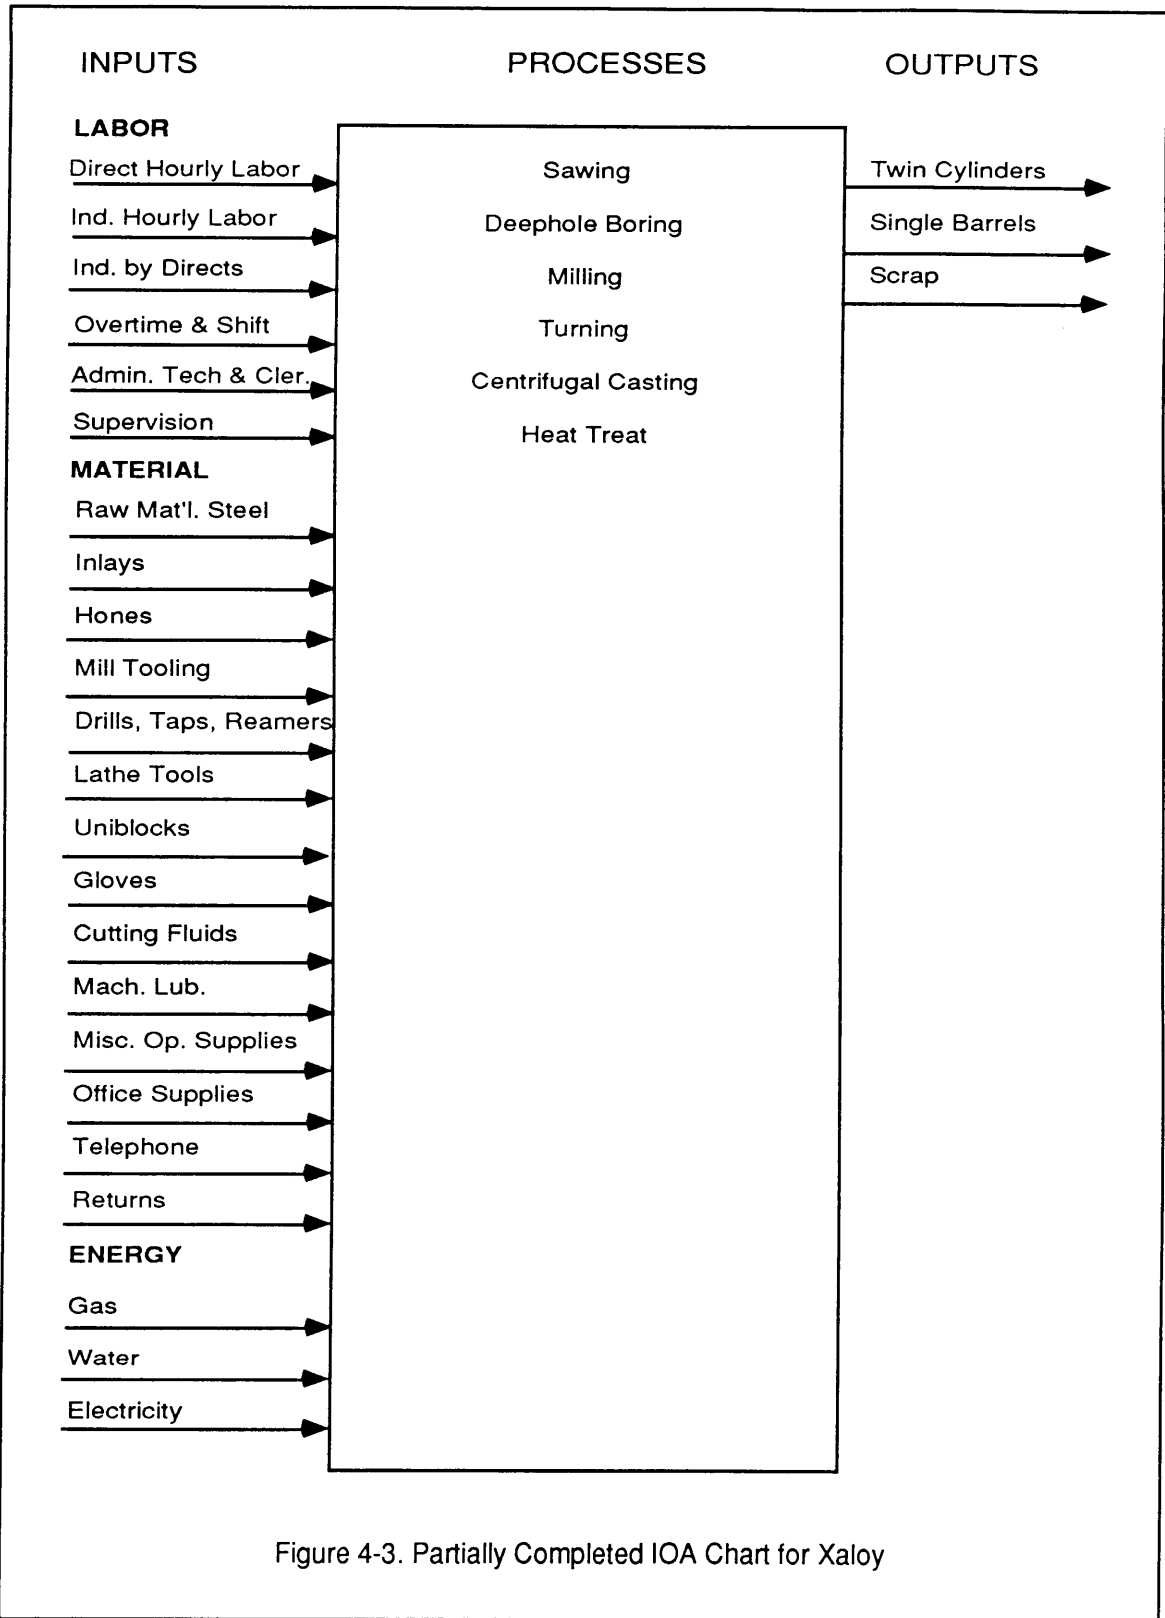 INPUTS
PROCESSES
OUTPUTS
LABOR
Direct Hourly Labor
Ind. Hourly Labor
Ind. by Directs
Overtime & Shift
Admin. Tech & Cler.
Supervision
MATERIAL
Raw Mat'l. Steel
Inlays
Hones
Mill Tooling
Drills, Taps, Reamers
Lathe Tools
Uniblocks
Gloves
Cutting Fluids
Mach. Lub.
Misc. Op. Supplies
Office Supplies
Telephone
Returns
ENERGY
Gas
Water
Electricity
Sawing
Deephole Boring
Milling
Turning
Centrifugal Casting
Heat Treat
Twin Cylinders
Single Barrels
Scrap
Figure 4-3. Partially Completed IOA Chart for Xaloy